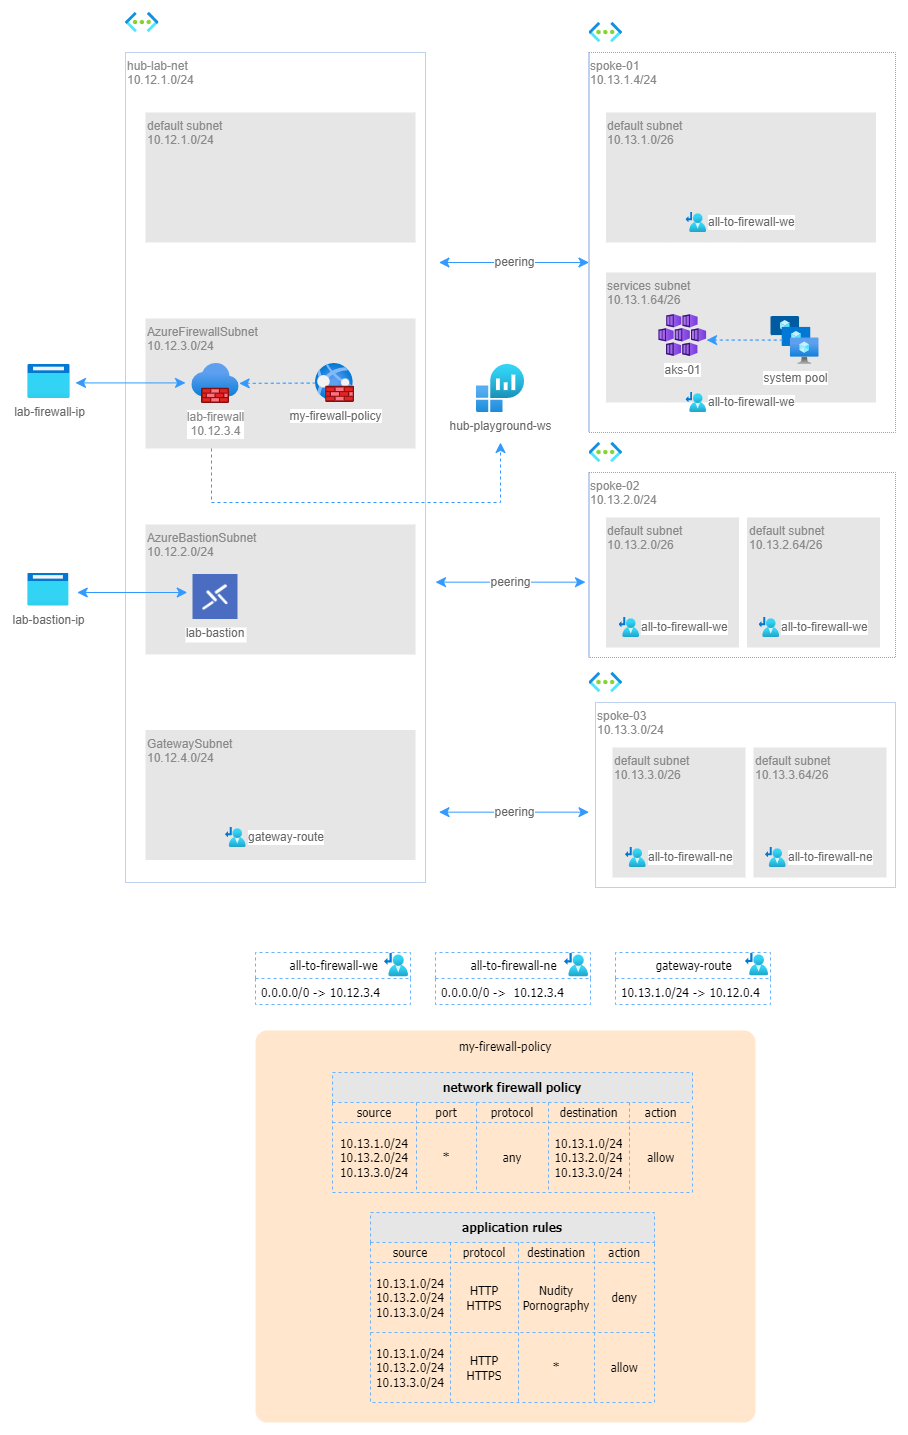 hub-lab-net
10.12.1.0/24
default subnet
10.12.1.0/24
AzureFirewallSubnet
10.12.3.0/24
lab-firewall-ip
lab-firewall
10.12.3.4
my-firewall-policy
hub-playground-ws
AzureBastionSubnet
10.12.2.0/24
lab-bastion-ip
lab-bastion
GatewaySubnet
10.12.4.0/24
gateway-route
peering
peering
peering
spoke-01
10.13.1.4/24
default subnet
10.13.1.0/26
all-to-firewall-we
services subnet
10.13.1.64/26
aks-01
system pool
all-to-firewall-we
spoke-02
10.13.2.0/24
default subnet
10.13.2.0/26
all-to-firewall-we
default subnet
10.13.2.64/26
all-to-firewall-we
spoke-03
10.13.3.0/24
default subnet
10.13.3.0/26
all-to-firewall-ne
default subnet
10.13.3.64/26
all-to-firewall-ne
all-to-firewall-we
0.0.0.0/0 -> 10.12.3.4
all-to-firewall-ne
0.0.0.0/0 -> 10.12.3.4
gateway-route
10.13.1.0/24 -> 10.12.0.4
my-firewall-policy
network firewall policy
source port protocol destination action
10.13.1.0/24 10.13.1.0/24
10.13.2.0/24 * any 10.13.2.0/24 allow
10.13.3.0/24 10.13.3.0/24
application rules
source protocol destination action
10.13.1.0/24 HTTP Nudity
10.13.2.0/24 deny
10.13.3.0/24 HTTPS Pornography
10.13.1.0/24 HTTP
10.13.2.0/24 * allow
10.13.3.0/24 HTTPS